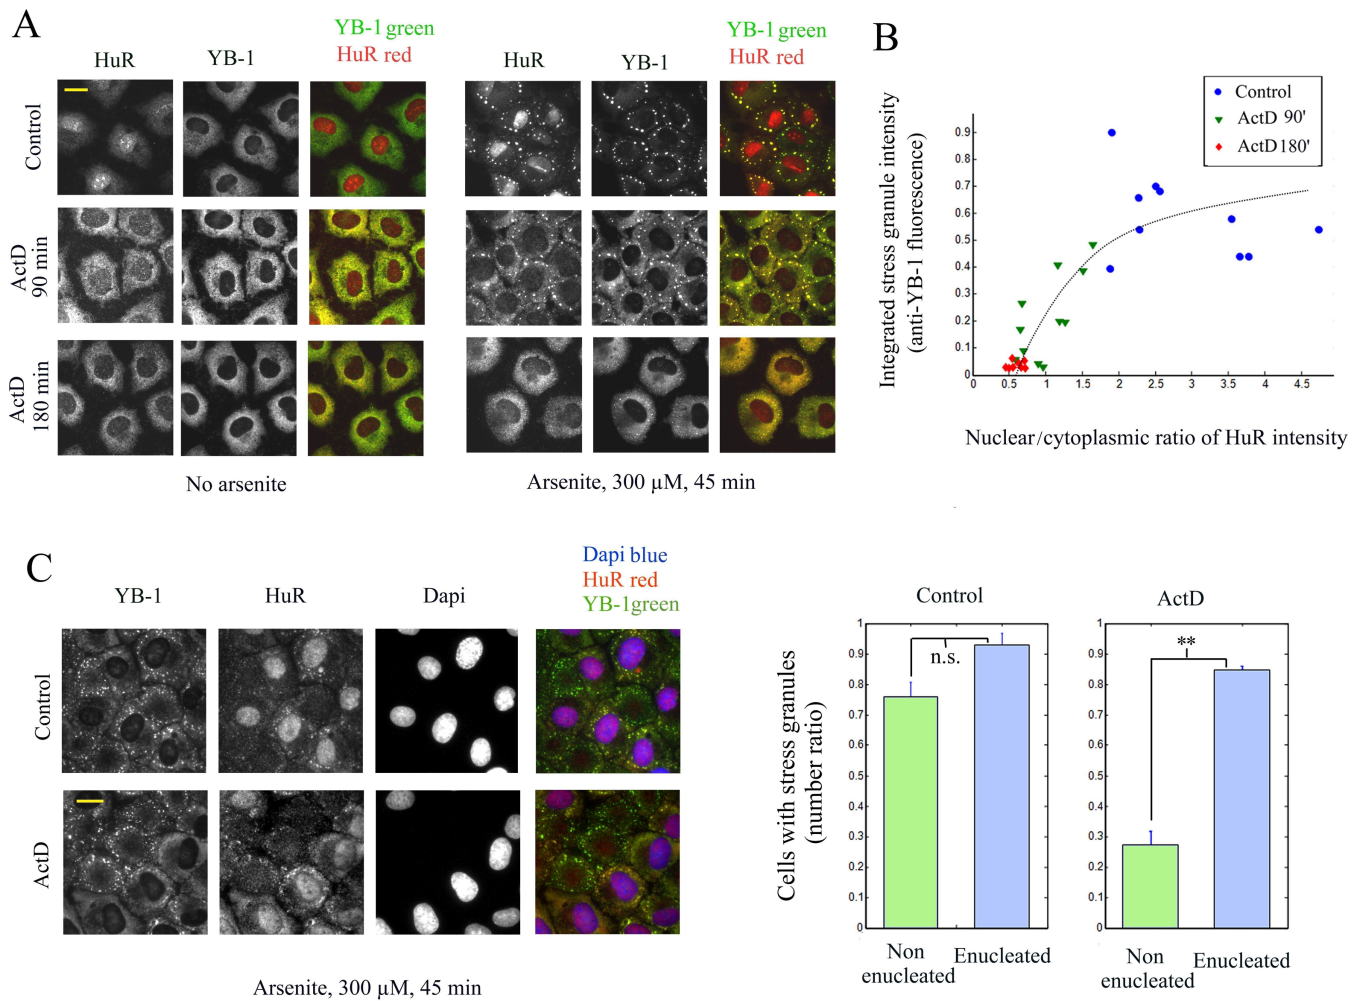 A
YB-1 green
HuR red
HuR
YB-1
YB-1 green
HuR red
HuR
YB-1
Control
ActD
90 min
ActD
180 min
No arsenite
Arsenite, 300 µM, 45 min
B
Integrated stress granule intensity
(anti-YB-1 fluorescence)
Control
ActD 90'
ActD 180'
0.9
0.8
0.7
0.6
0.5
0.4
0.3
0.2
0.1
0
0 0.5 1 1.5 2 2.5 3 3.5 4 4.5
Nuclear/cytoplasmic ratio of HuR intensity
C
YB-1
HuR
Dapi
Dapi blue
HuR red
YB-1green
Control
ActD
Arsenite, 300 µM, 45 min
Cells with stress granules
(number ratio)
Control
1
0.9
0.8
0.7
0.6
0.5
0.4
0.3
0.2
0.1
0
n.s.
Non
enucleated
Enucleated
ActD
1
0.9
0.8
0.7
0.6
0.5
0.4
0.3
0.2
0.1
0
**
Non
enucleated
Enucleated